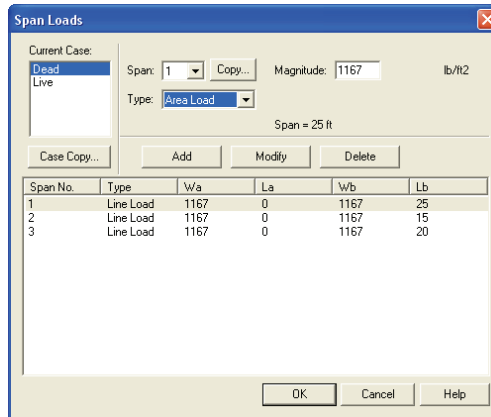 Span Loads
Current Case:
Dead
Live
Case Copy...
Span: 1 Copy... Magnitude: 1167 lb/ft2
Type: Area Load
Span = 25 ft
Add Modify Delete
Span No. Type Wa La Wb Lb
1 Line Load 1167 0 1167 25
2 Line Load 1167 0 1167 15
3 Line Load 1167 0 1167 20
OK Cancel Help